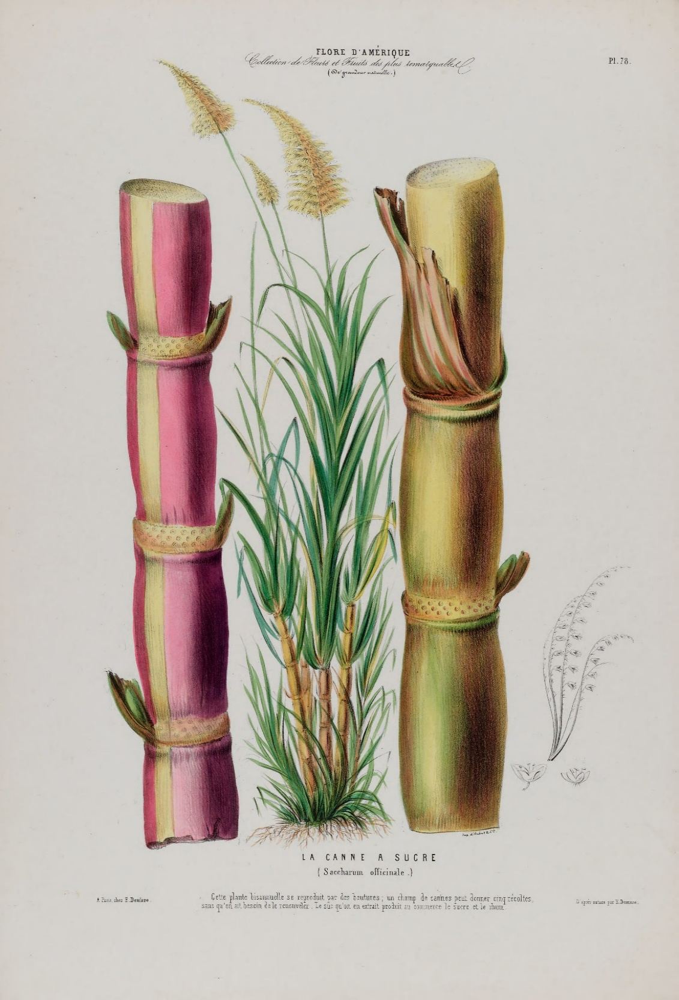 FLORE D'AMÉRIQUE
Collection de Fleurs et Fruits des plus remarquables
(De grandeur naturelle.)
Pl. 78.
LA CANNE A SUCRE
(Saccharum officinale.)
A Paris, chez E. Denisse.
Cette plante bisannuelle se reproduit par des boutures ; un champ de cannes peut donner cinq récoltes,
sans qu'on ait besoin de le renouveler. Le suc qu'on en extrait produit au commerce le sucre et le rhum.
D'après nature par E. Denisse.